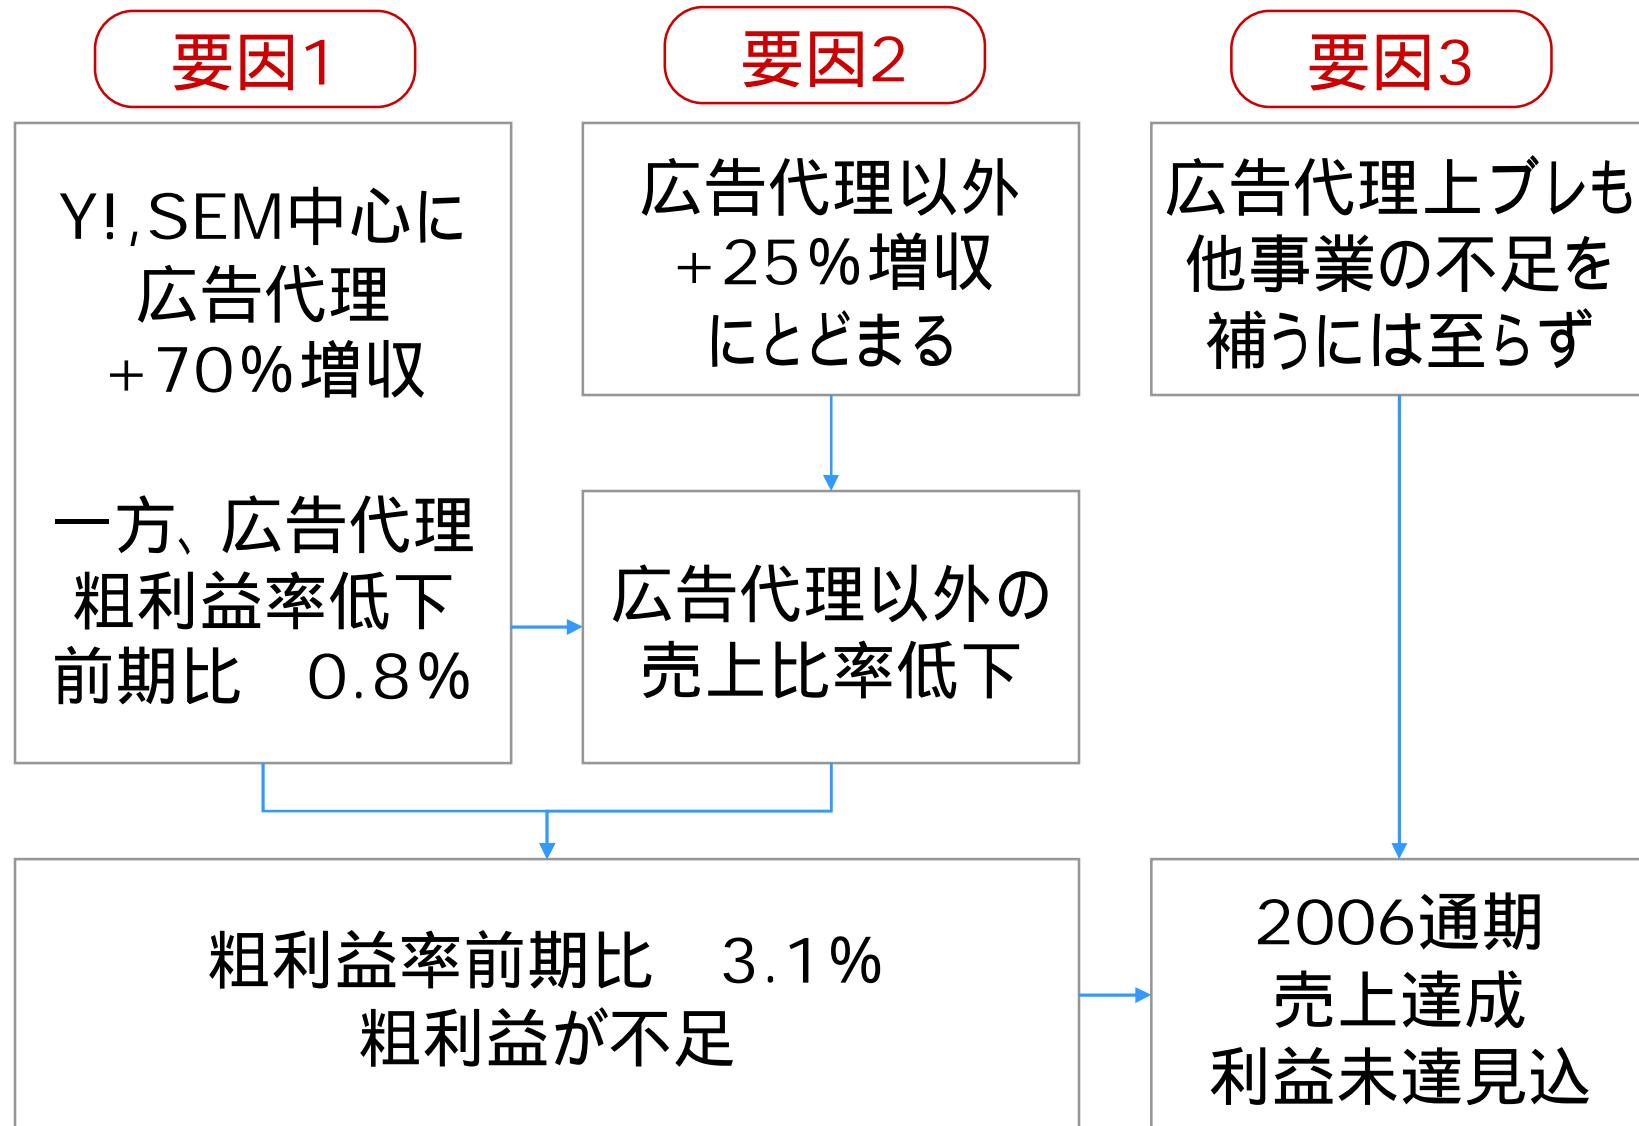 要因1
Y!,SEM中心に
広告代理
+70%増収
一方、広告代理
粗利益率低下
前期比　0.8%
要因2
広告代理以外
+25%増収
にとどまる
広告代理以外の
売上比率低下
要因3
広告代理上ブレも
他事業の不足を
補うには至らず
粗利益率前期比　3.1%
粗利益が不足
2006通期
売上達成
利益未達見込